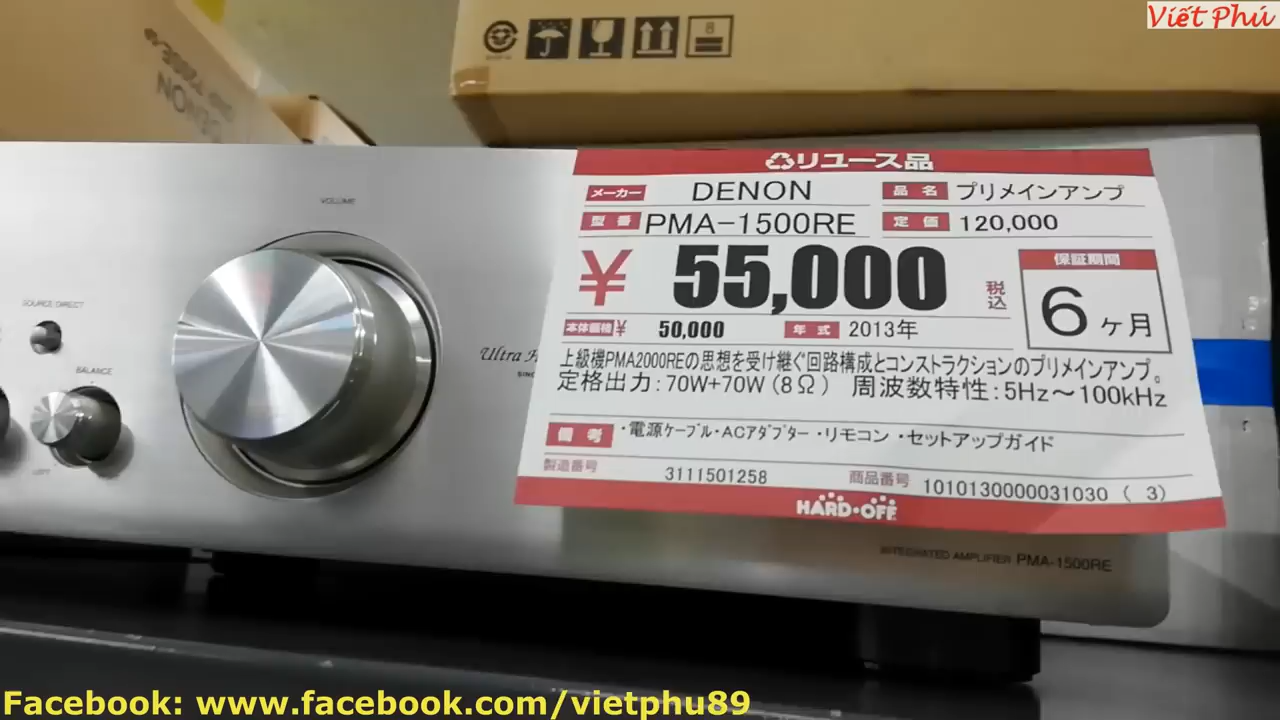 Việt Phú
8
DENON
VOLUME
SOURCE DIRECT
BALANCE
LEFT
Ultra H
SINC
リユース品
メーカー DENON 品名 プリメインアンプ
型番 PMA-1500RE 定価 120,000
¥ 55,000 税込
保証期間
6ヶ月
本体価格¥ 50,000 年式 2013年
上級機PMA2000REの思想を受け継ぐ回路構成とコンストラクションのプリメインアンプ。
定格出力:70W+70W (8Ω) 周波数特性:5Hz～100kHz
備考 ・電源ケーブル・ACアダプター・リモコン・セットアップガイド
製造番号 3111501258 商品番号 1010130000031030 ( 3)
HARD・OFF
INTEGRATED AMPLIFIER PMA-1500RE
Facebook: www.facebook.com/vietphu89